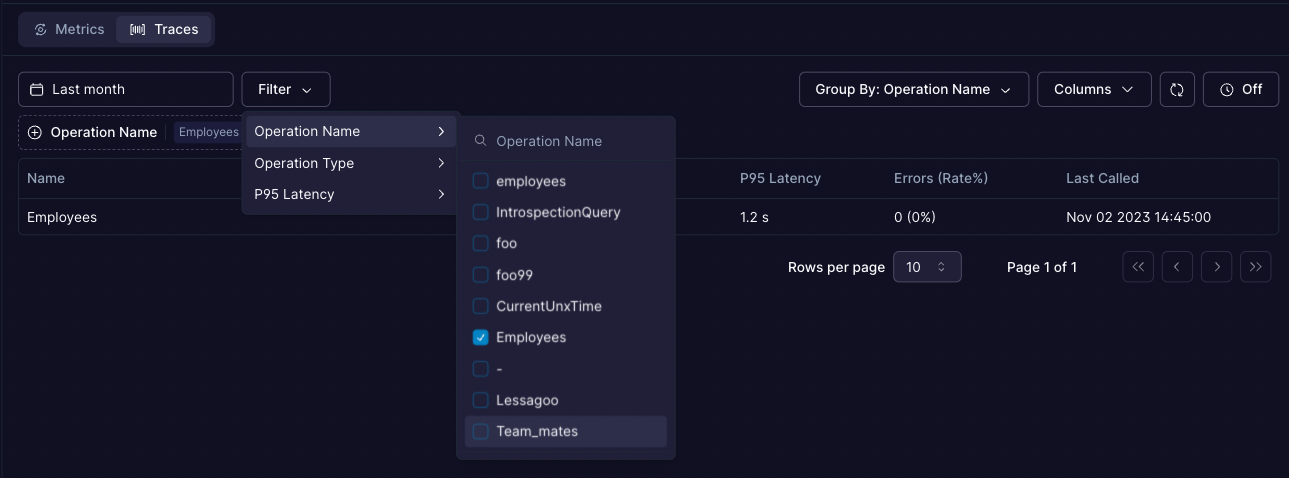 Metrics
Traces
Last month
Filter
Group By: Operation Name
Columns
Off
Operation Name
Employees
Operation Name
Operation Type
P95 Latency
Operation Name
employees
IntrospectionQuery
foo
foo99
CurrentUnxTime
Employees
-
Lessagoo
Team_mates
Name
P95 Latency
Errors (Rate%)
Last Called
Employees
1.2 s
0 (0%)
Nov 02 2023 14:45:00
Rows per page
10
Page 1 of 1